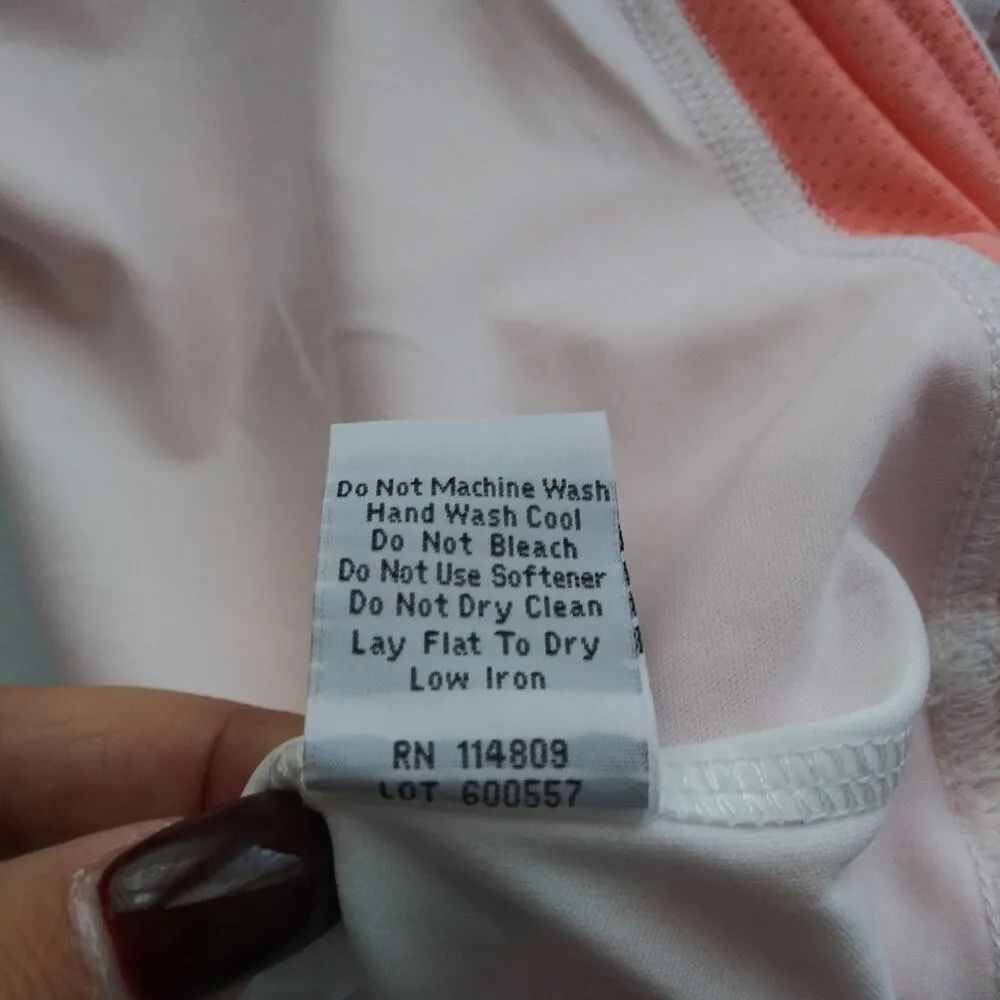 Do Not Machine Wash
Hand Wash Cool
Do Not Bleach
Do Not Use Softener
Do Not Dry Clean
Lay Flat To Dry
Low Iron
RN 114809
LOT 600557